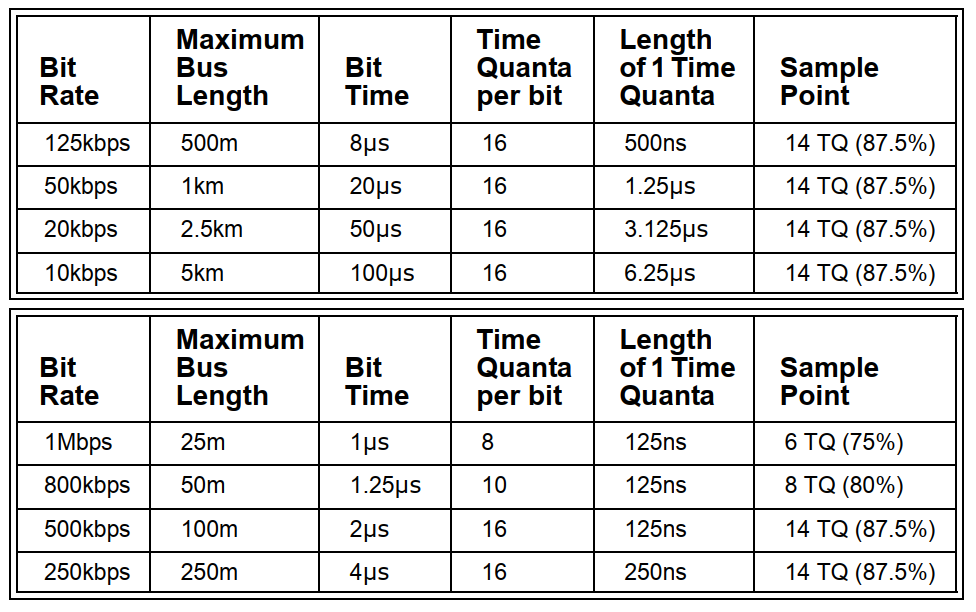 Bit Rate Maximum Bus Length Bit Time Time Quanta per bit Length of 1 Time Quanta Sample Point
125kbps 500m 8µs 16 500ns 14 TQ (87.5%)
50kbps 1km 20µs 16 1.25µs 14 TQ (87.5%)
20kbps 2.5km 50µs 16 3.125µs 14 TQ (87.5%)
10kbps 5km 100µs 16 6.25µs 14 TQ (87.5%)
Bit Rate Maximum Bus Length Bit Time Time Quanta per bit Length of 1 Time Quanta Sample Point
1Mbps 25m 1µs 8 125ns 6 TQ (75%)
800kbps 50m 1.25µs 10 125ns 8 TQ (80%)
500kbps 100m 2µs 16 125ns 14 TQ (87.5%)
250kbps 250m 4µs 16 250ns 14 TQ (87.5%)